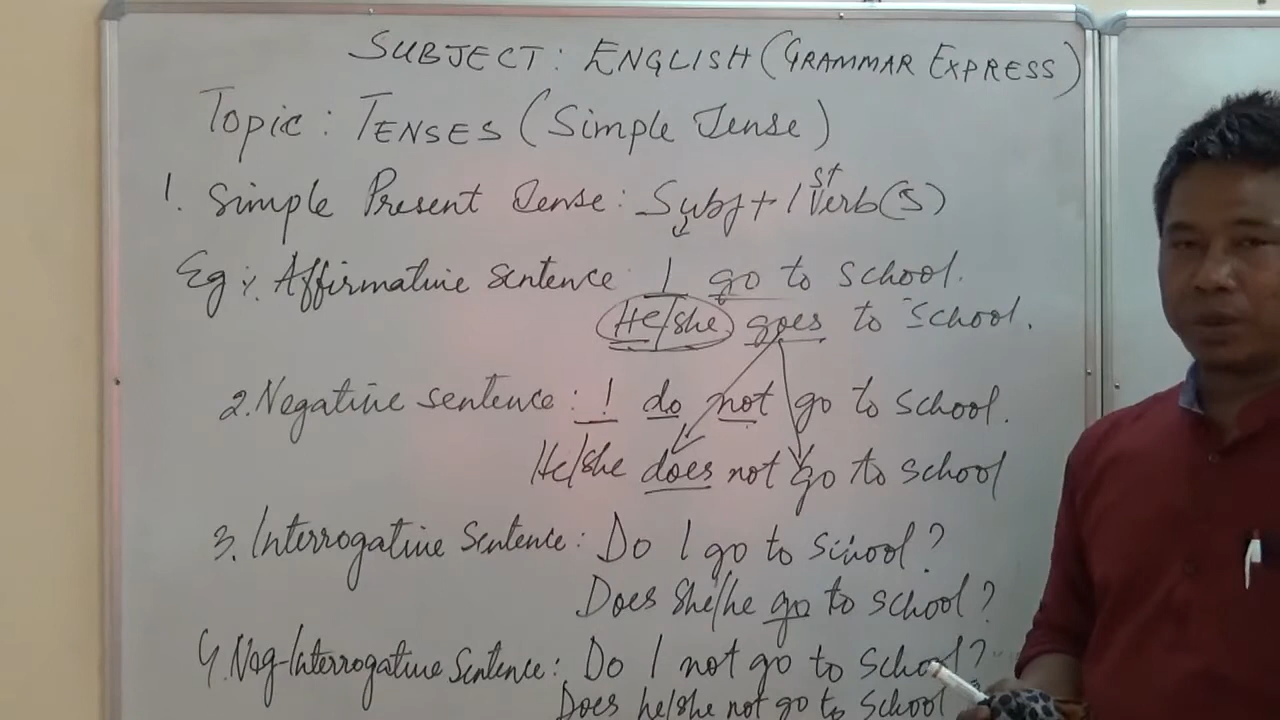 SUBJECT: ENGLISH (GRAMMAR EXPRESS)
Topic: TENSES (Simple Tense)
1. Simple Present Tense: Subj + 1st Verb(s)
Eg: Affirmative sentence: I go to school.
He/she goes to school.
2. Negative sentence: I do not go to school.
He/she does not go to school
3. Interrogative Sentence: Do I go to school?
Does she/he go to school?
4. Neg-Interrogative Sentence: Do I not go to school?
Does he/she not go to school